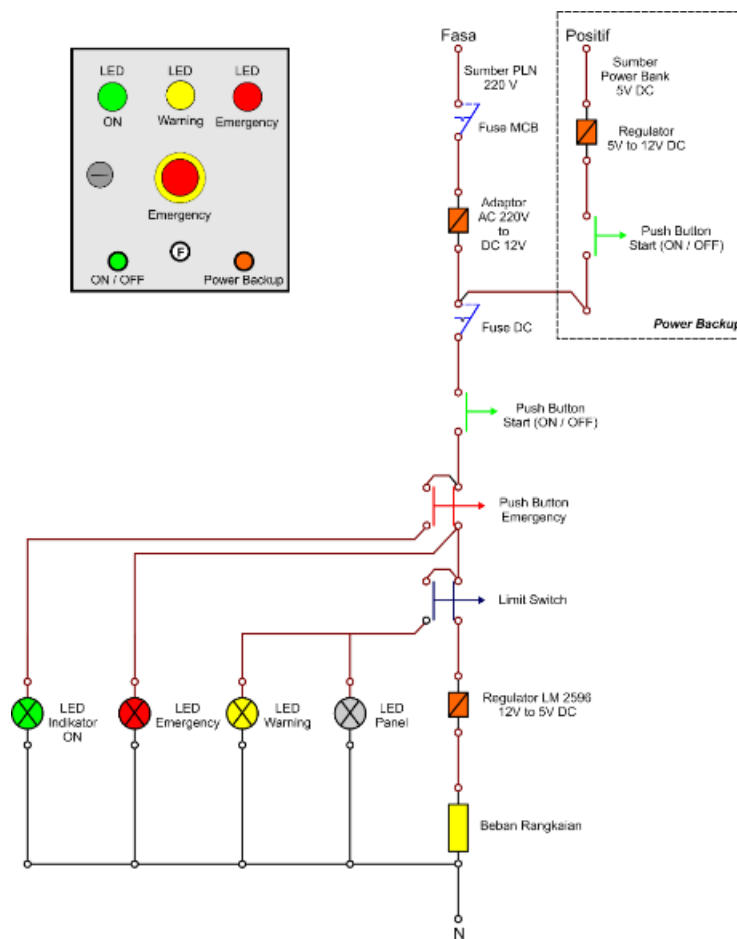 LED
LED
LED
ON
Warning
Emergency
Emergency
F
ON / OFF
Power Backup
Fasa
Positif
Sumber PLN
220 V
Sumber
Power Bank
5V DC
Fuse MCB
Regulator
5V to 12V DC
Adaptor
AC 220V
to
DC 12V
Push Button
Start (ON / OFF)
Fuse DC
Power Backup
Push Button
Start (ON / OFF)
Push Button
Emergency
Limit Switch
LED
Indikator
ON
LED
Emergency
LED
Warning
LED
Panel
Regulator LM 2596
12V to 5V DC
Beban Rangkaian
N